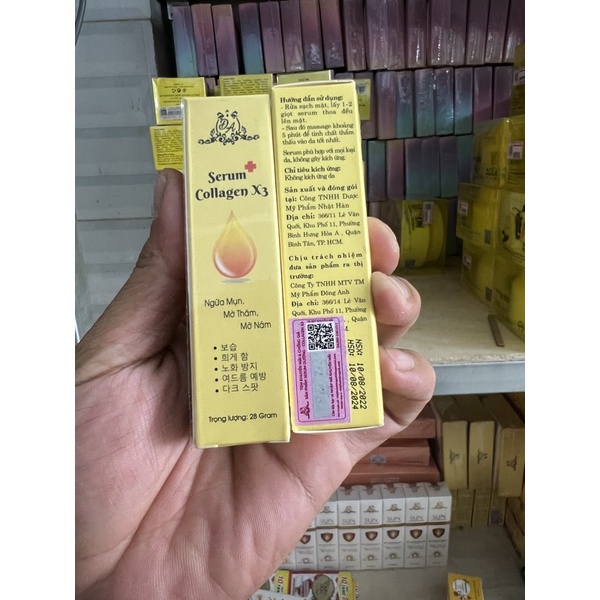 Serum
Collagen X3
Ngừa Mụn,
Mờ Thâm,
Mờ Nám
• 보습
• 희게 함
• 노화 방지
• 여드름 예방
• 다크 스팟
Trọng lượng: 28 Gram
Hướng dẫn sử dụng:
- Rửa sạch mặt, lấy 1-2
giọt serum thoa đều
lên mặt.
- Sau đó massage khoảng
5 phút để tinh chất thẩm
thấu vào da tốt nhất.
Serum phù hợp với mọi loại
da, không gây kích ứng.
Chỉ tiêu kích ứng:
Không kích ứng da
Sản xuất và đóng gói
tại: Công TNHH Dược
Mỹ Phẩm Nhật Hàn
Địa chỉ: 366/11 Lê Văn
Quới, Khu Phố 11, Phường
Bình Hưng Hòa A, Quận
Bình Tân, TP. HCM.
Chịu trách nhiệm
đưa sản phẩm ra thị
trường:
Công Ty TNHH MTV TM
Mỹ Phẩm Đông Anh
Địa chỉ: 366/14 Lê Văn
Quới, Khu Phố 11, Phường
Quận
NSX: 10/08/2022
HSD: 10/08/2024